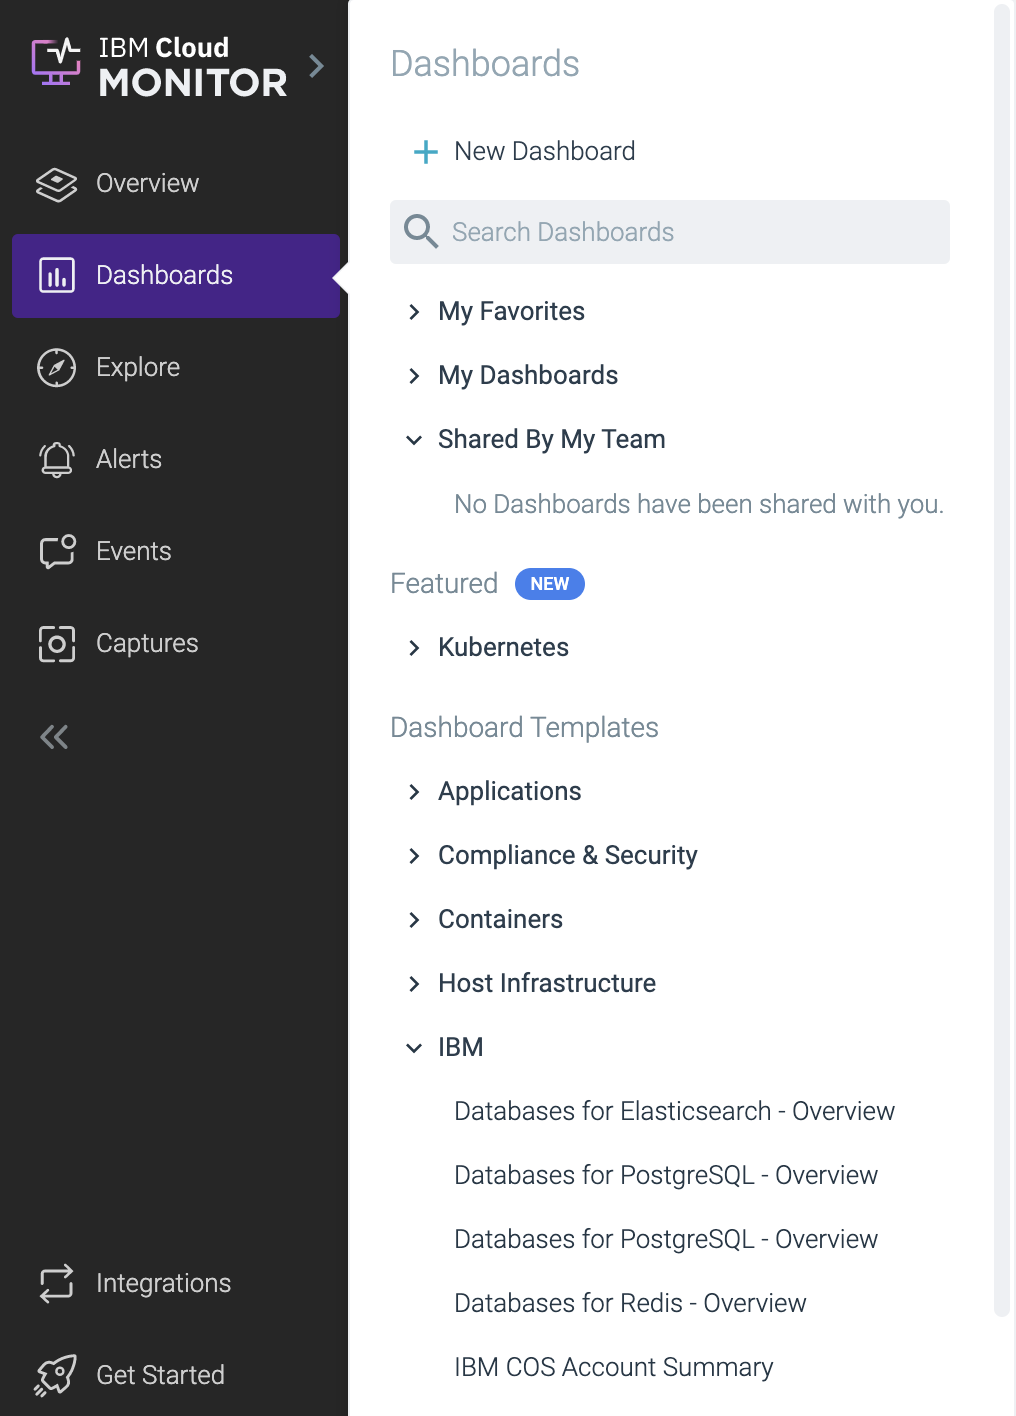 IBM Cloud
MONITOR
Overview
Dashboards
Explore
Alerts
Events
Captures
Integrations
Get Started
Dashboards
New Dashboard
Search Dashboards
My Favorites
My Dashboards
Shared By My Team
No Dashboards have been shared with you.
Featured NEW
Kubernetes
Dashboard Templates
Applications
Compliance & Security
Containers
Host Infrastructure
IBM
Databases for Elasticsearch - Overview
Databases for PostgreSQL - Overview
Databases for PostgreSQL - Overview
Databases for Redis - Overview
IBM COS Account Summary